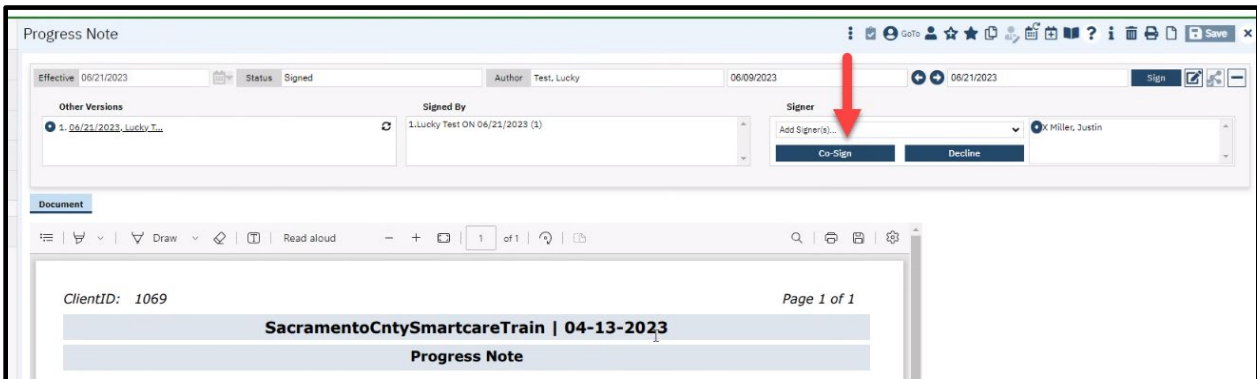 Progress Note
GoTo ? i Save x
Effective 06/21/2023 Status Signed Author Test, Lucky 06/09/2023 06/21/2023 Sign
Other Versions Signed By Signer
1. 06/21/2023, Lucky T... 1.Lucky Test ON 06/21/2023 (1) Add Signer(s)... X Miller, Justin
Co-Sign Decline
Document
Draw Read aloud 1 of 1
ClientID: 1069 Page 1 of 1
SacramentoCntySmartcareTrain | 04-13-2023
Progress Note